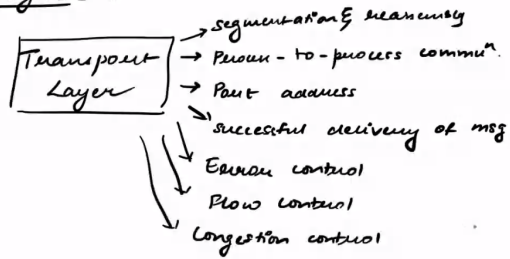 Transport
Layer
segmentation & reassembly
Process-to-process commuⁿ.
Port address
successful delivery of msg
Error control
Flow control
Congestion control